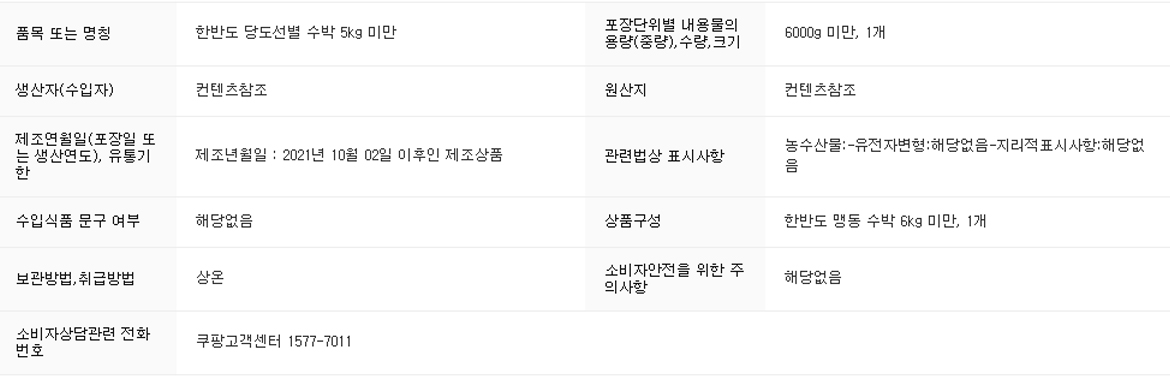 품목 또는 명칭
한반도 당도선별 수박 5kg 미만
포장단위별 내용물의
용량(중량),수량,크기
6000g 미만, 1개
생산자(수입자)
컨텐츠참조
원산지
컨텐츠참조
제조연월일(포장일 또
는 생산연도), 유통기
한
제조년월일 : 2021년 10월 02일 이후인 제조상품
관련법상 표시사항
농수산물:-유전자변형:해당없음-지리적표시사항:해당없
음
수입식품 문구 여부
해당없음
상품구성
한반도 맹동 수박 6kg 미만, 1개
보관방법,취급방법
상온
소비자안전을 위한 주
의사항
해당없음
소비자상담관련 전화
번호
쿠팡고객센터 1577-7011